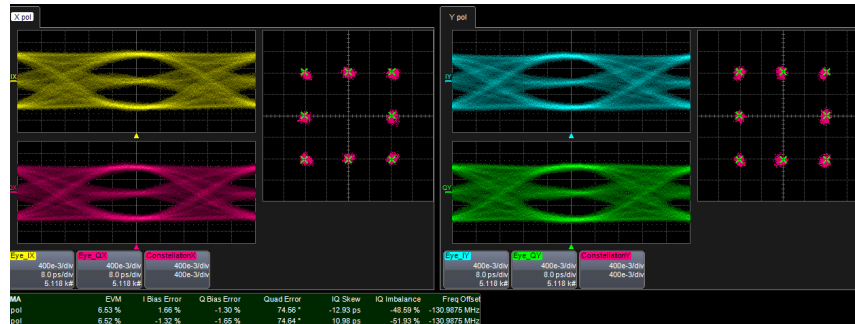 X pol
Y pol
IX
IY
QY
Eye_IX
400e-3/div
8.0 ps/div
5.118 k#
Eye_QX
400e-3/div
8.0 ps/div
5.118 k#
ConstellationX
400e-3/div
400e-3/div
Eye_IY
400e-3/div
8.0 ps/div
5.118 k#
Eye_QY
400e-3/div
8.0 ps/div
5.118 k#
ConstellationY
400e-3/div
400e-3/div
MA EVM I Bias Error Q Bias Error Quad Error IQ Skew IQ Imbalance Freq Offset
pol 6.53 % 1.66 % -1.30 % 74.56 ° -12.93 ps -48.59 % -130.9875 MHz
pol 6.52 % -1.32 % -1.65 % 74.64 ° 10.98 ps -51.93 % -130.9875 MHz